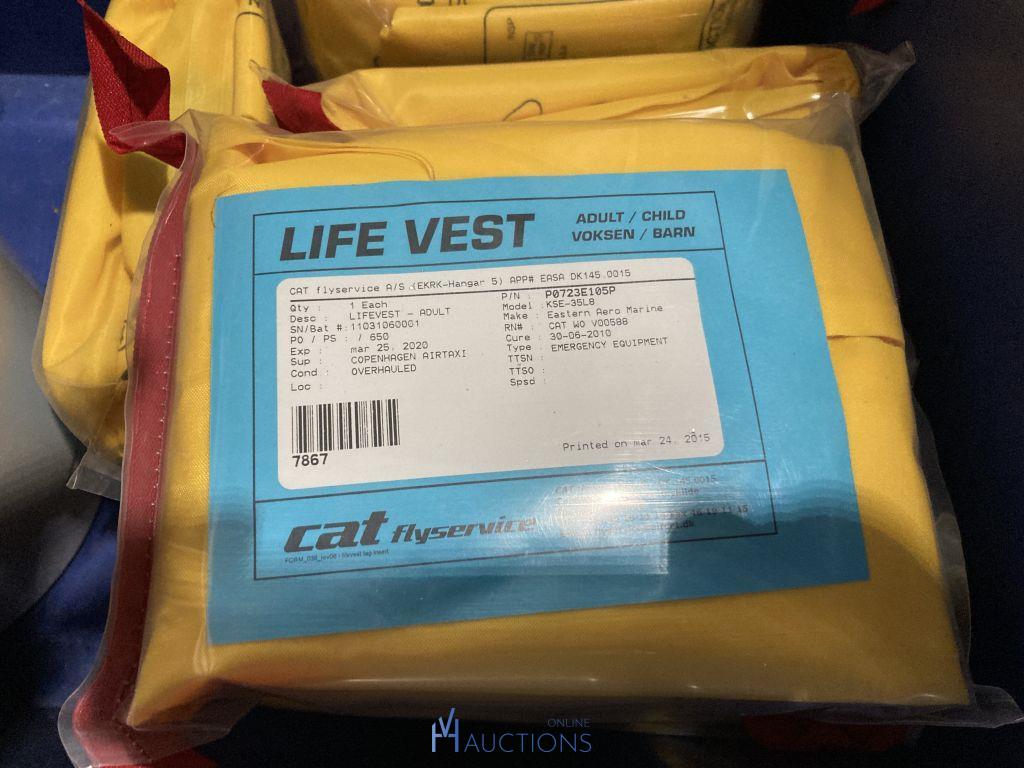 LIFE VEST
ADULT / CHILD
VOKSEN / BARN
CAT flyservice A/S (EKRK-Hangar 5) APP# EASA DK145.0015
Qty : 1 Each
Desc : LIFEVEST - ADULT
SN/Bat #: 11031060001
PO / PS : / 650
Exp : mar 25, 2020
Sup : COPENHAGEN AIRTAXI
Cond : OVERHAULED
Loc :
P/N : P0723E105P
Model : KSE-35L8
Make : Eastern Aero Marine
RN# : CAT WO V00588
Cure : 30-06-2010
Type : EMERGENCY EQUIPMENT
TTSN :
TTSO :
Spsd :
7867
Printed on mar 24, 2015
cat flyservice
VH ONLINE AUCTIONS